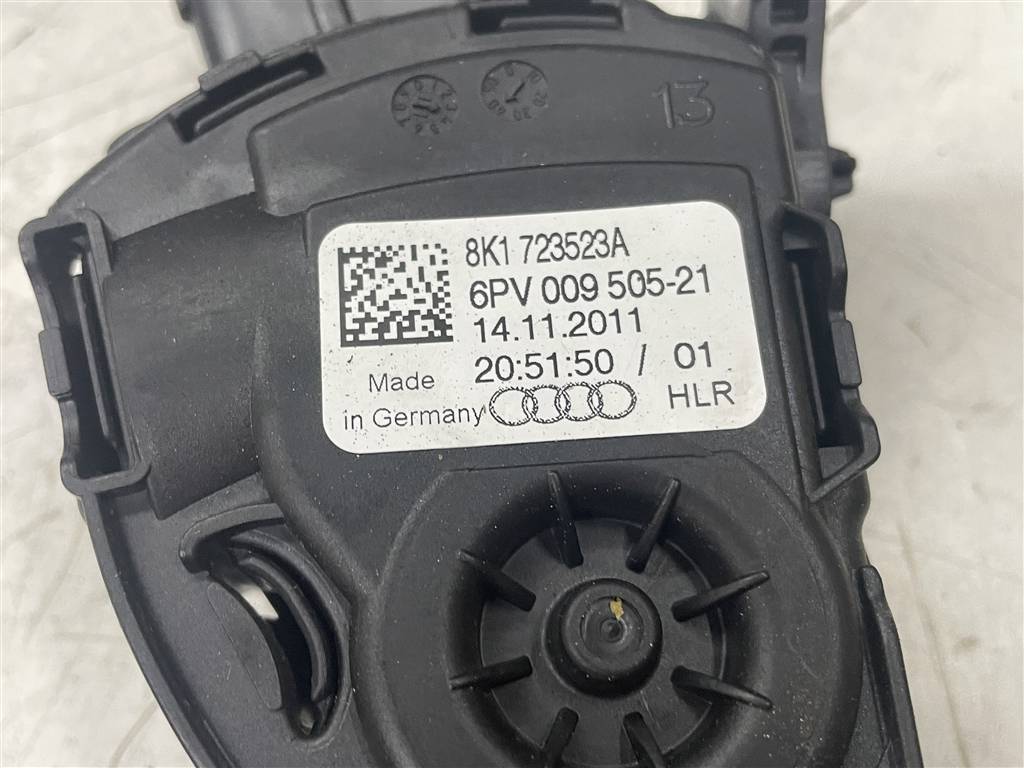 13
8K1 723523A
6PV 009 505-21
14.11.2011
20:51:50 / 01
Made
in Germany
HLR